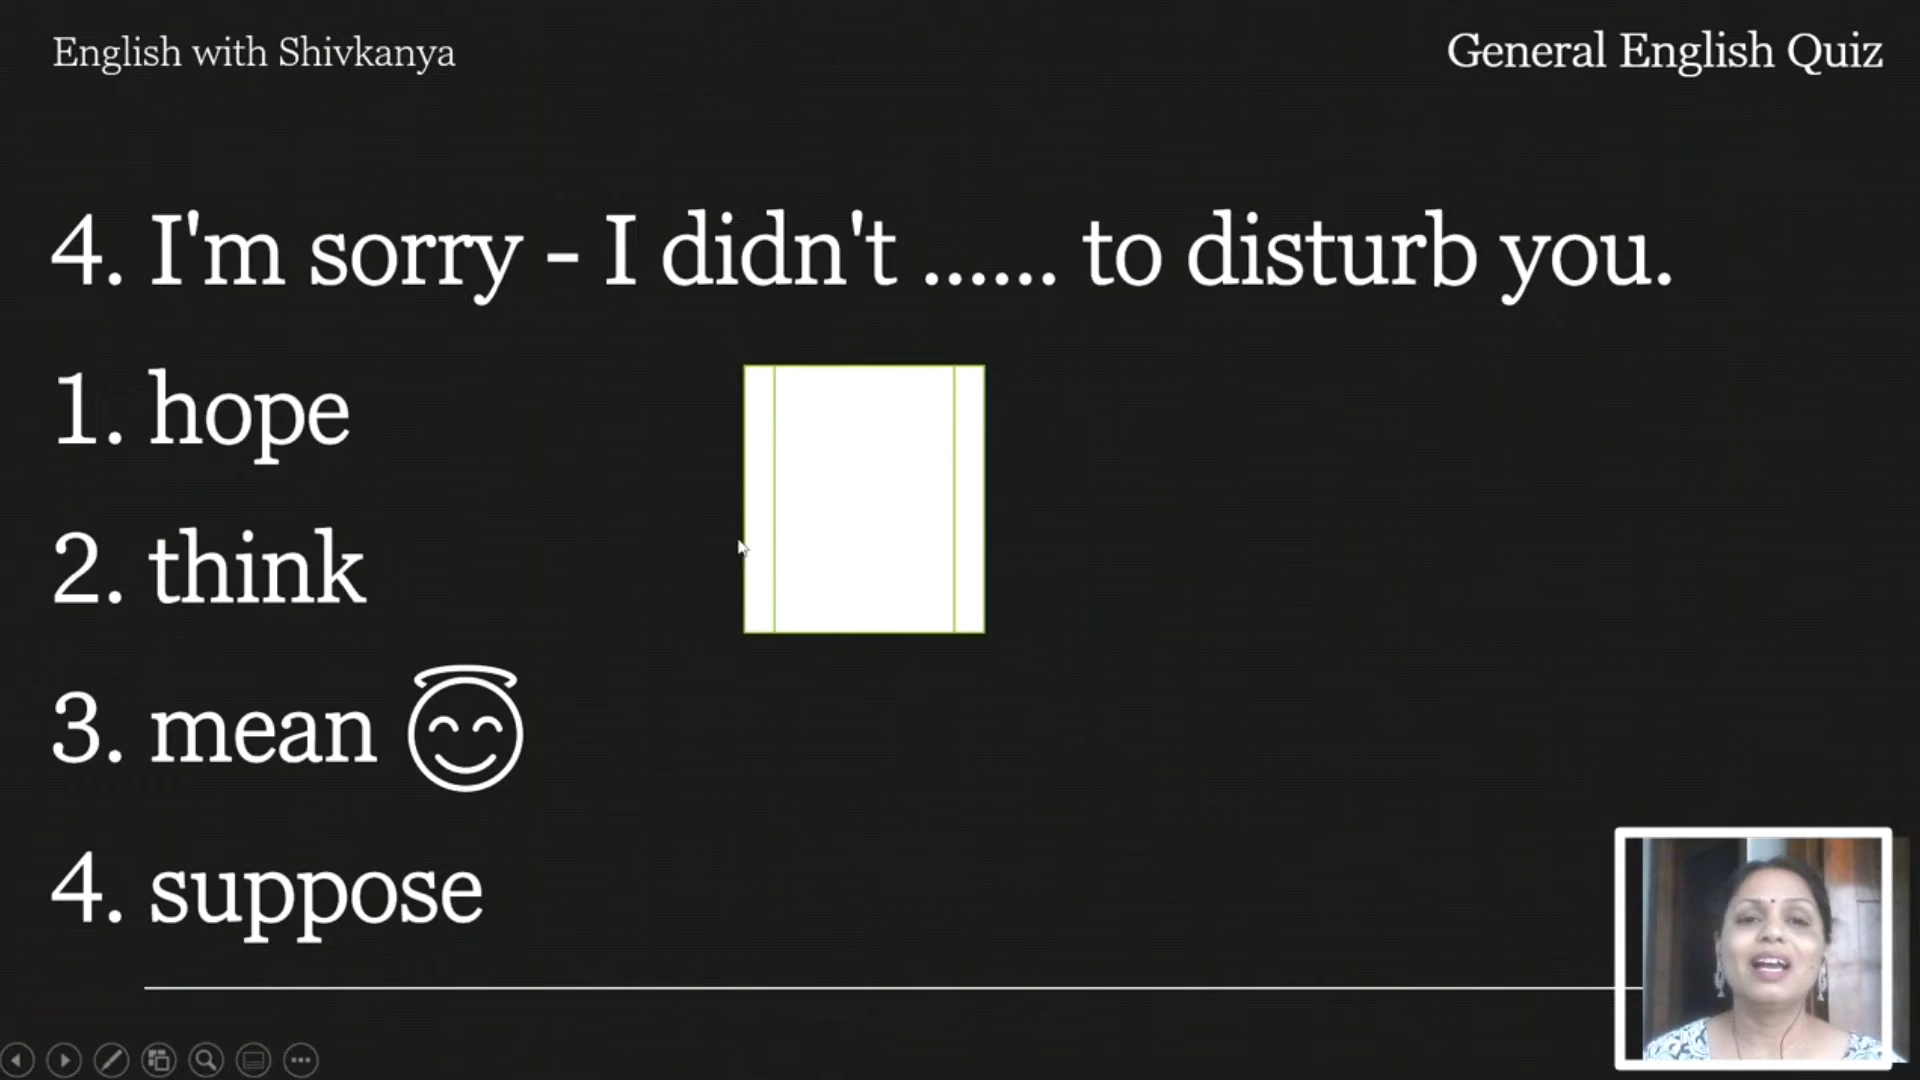 English with Shivkanya
General English Quiz
4. I'm sorry - I didn't ...... to disturb you.
1. hope
2. think
3. mean
4. suppose